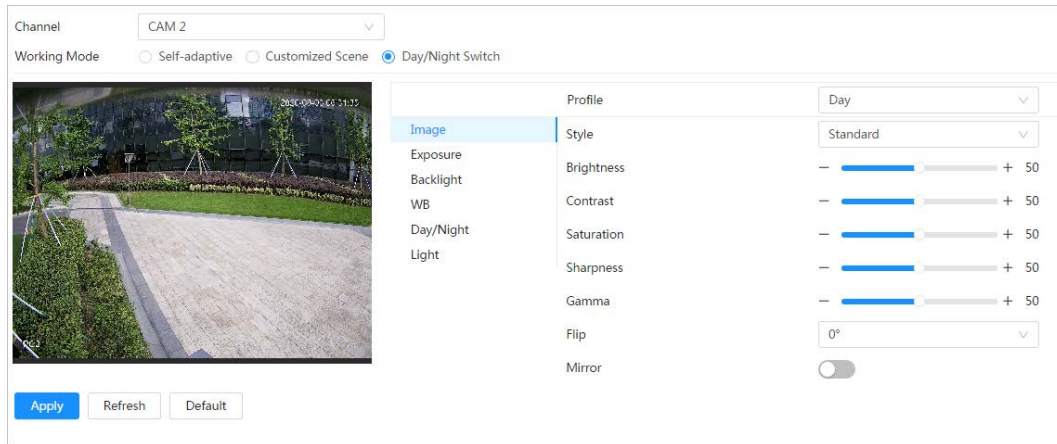 Channel CAM 2
Working Mode Self-adaptive Customized Scene Day/Night Switch
Profile Day
Image
Exposure
Backlight
WB
Day/Night
Light
Style Standard
Brightness − + 50
Contrast − + 50
Saturation − + 50
Sharpness − + 50
Gamma − + 50
Flip 0°
Mirror
Apply Refresh Default